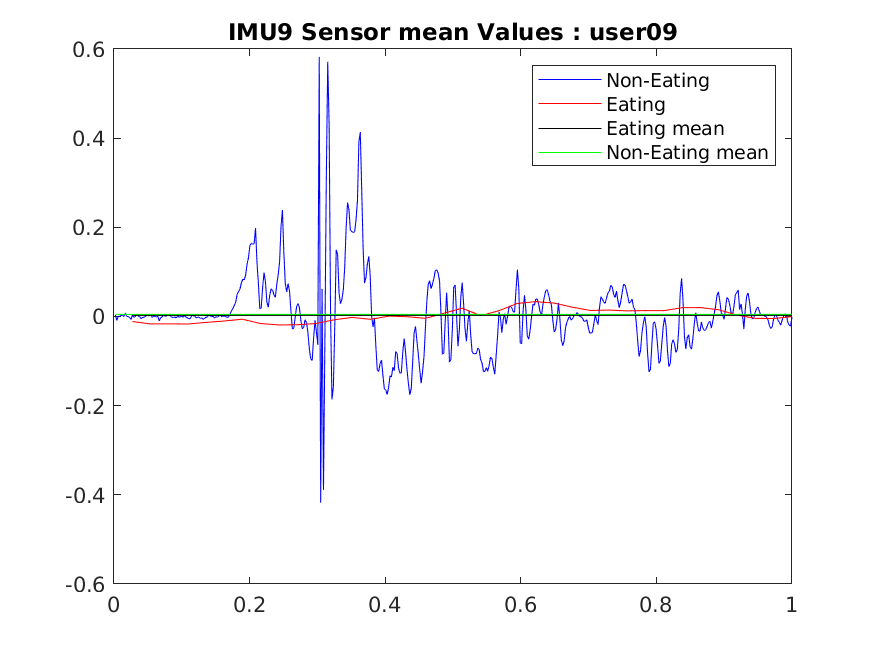 IMU9 Sensor mean Values : user09
0.6
0.4
0.2
0
-0.2
-0.4
-0.6
0
0.2
0.4
0.6
0.8
1
Non-Eating
Eating
Eating mean
Non-Eating mean